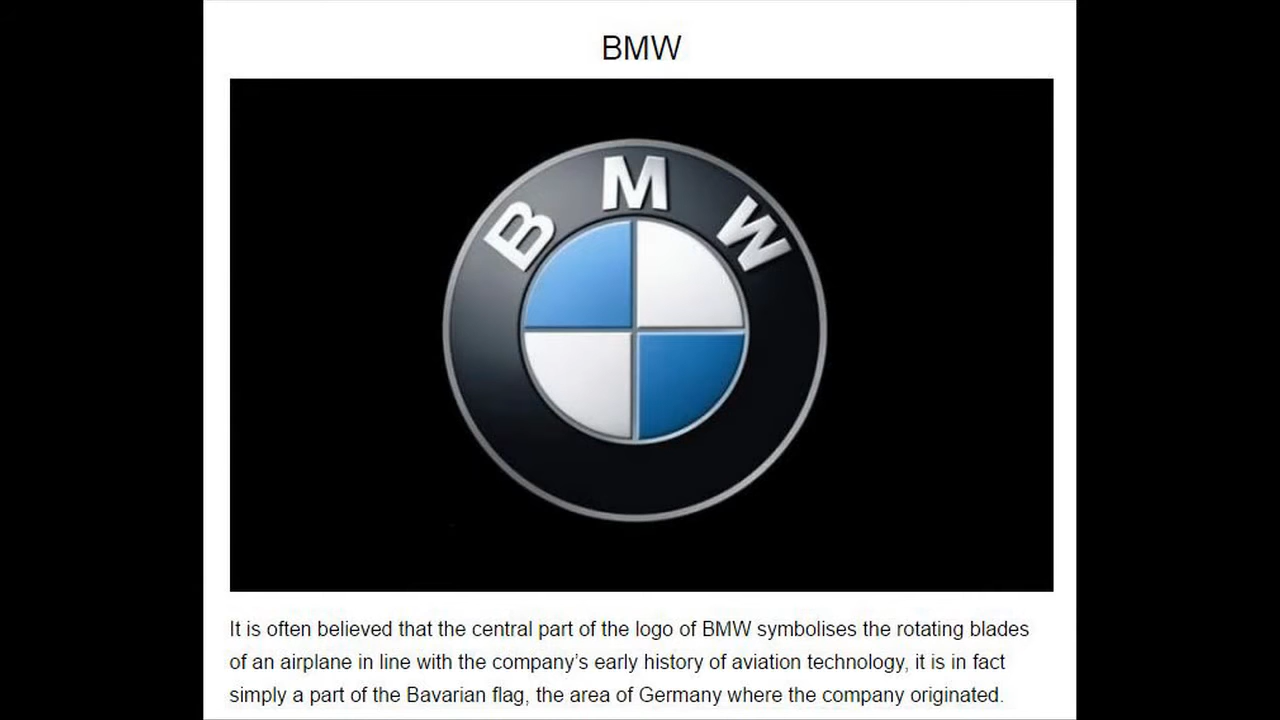 BMW
BMW
It is often believed that the central part of the logo of BMW symbolises the rotating blades
of an airplane in line with the company’s early history of aviation technology, it is in fact
simply a part of the Bavarian flag, the area of Germany where the company originated.